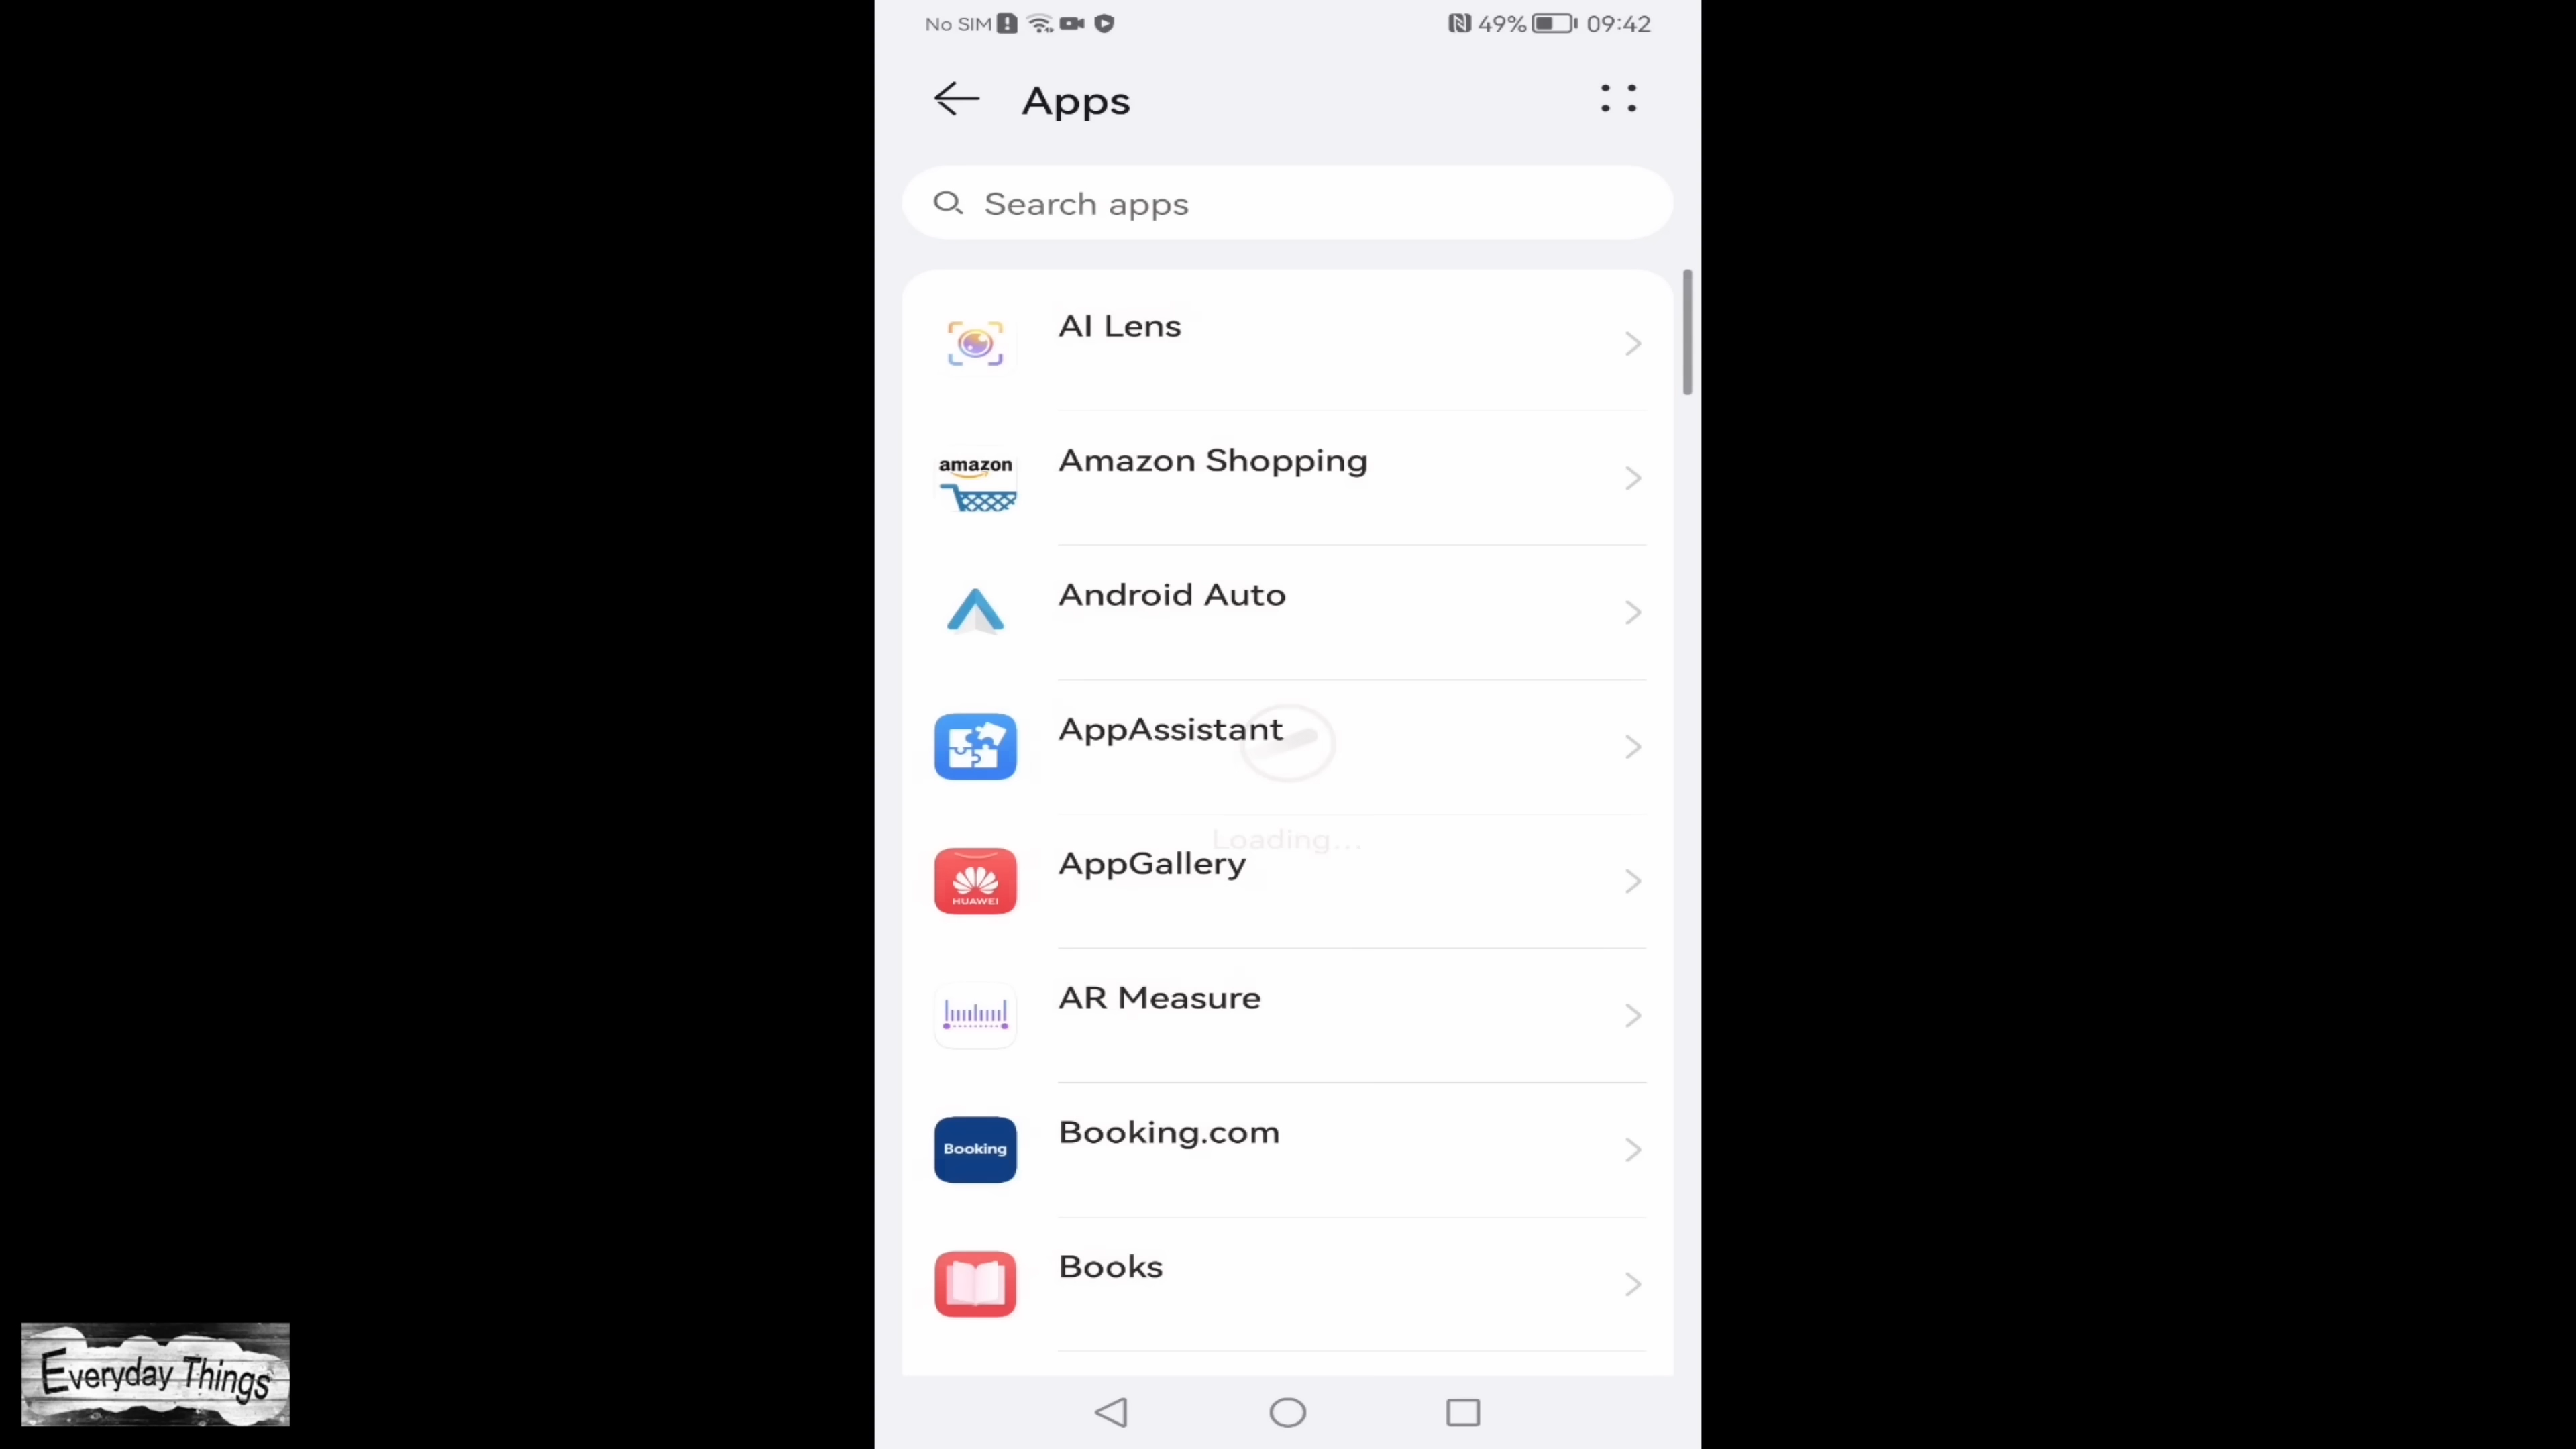 No SIM
49%
09:42
Apps
Search apps
AI Lens
amazon
Amazon Shopping
Android Auto
AppAssistant
Loading...
HUAWEI
AppGallery
AR Measure
Booking
Booking.com
Books
Everyday Things